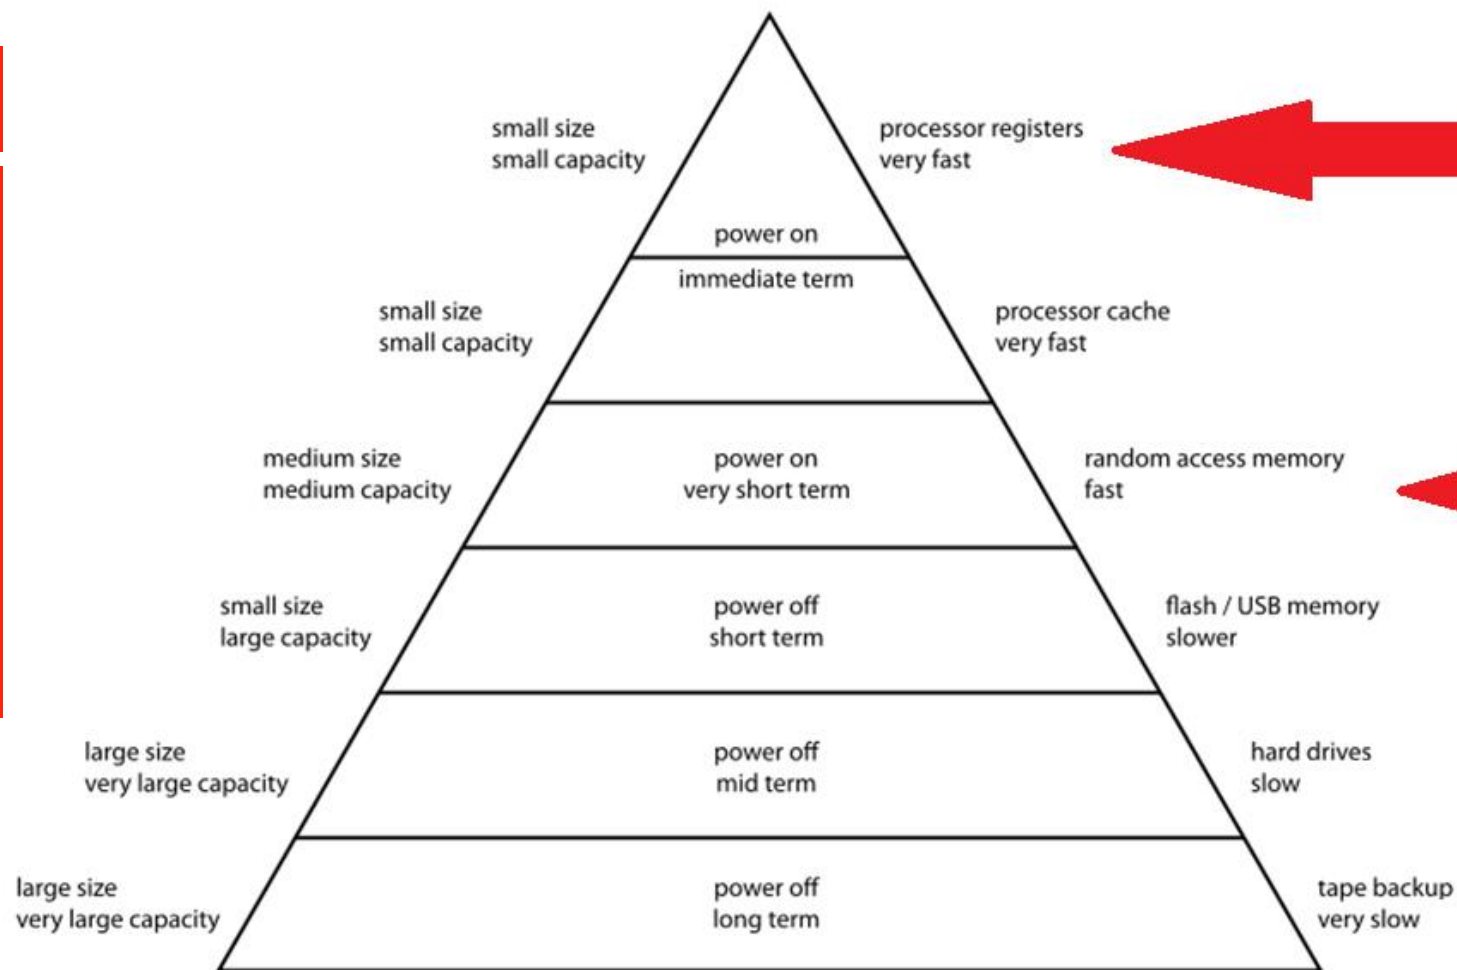 small size
small capacity
processor registers
very fast
power on
immediate term
small size
small capacity
processor cache
very fast
medium size
medium capacity
power on
very short term
random access memory
fast
small size
large capacity
power off
short term
flash / USB memory
slower
large size
very large capacity
power off
mid term
hard drives
slow
large size
very large capacity
power off
long term
tape backup
very slow